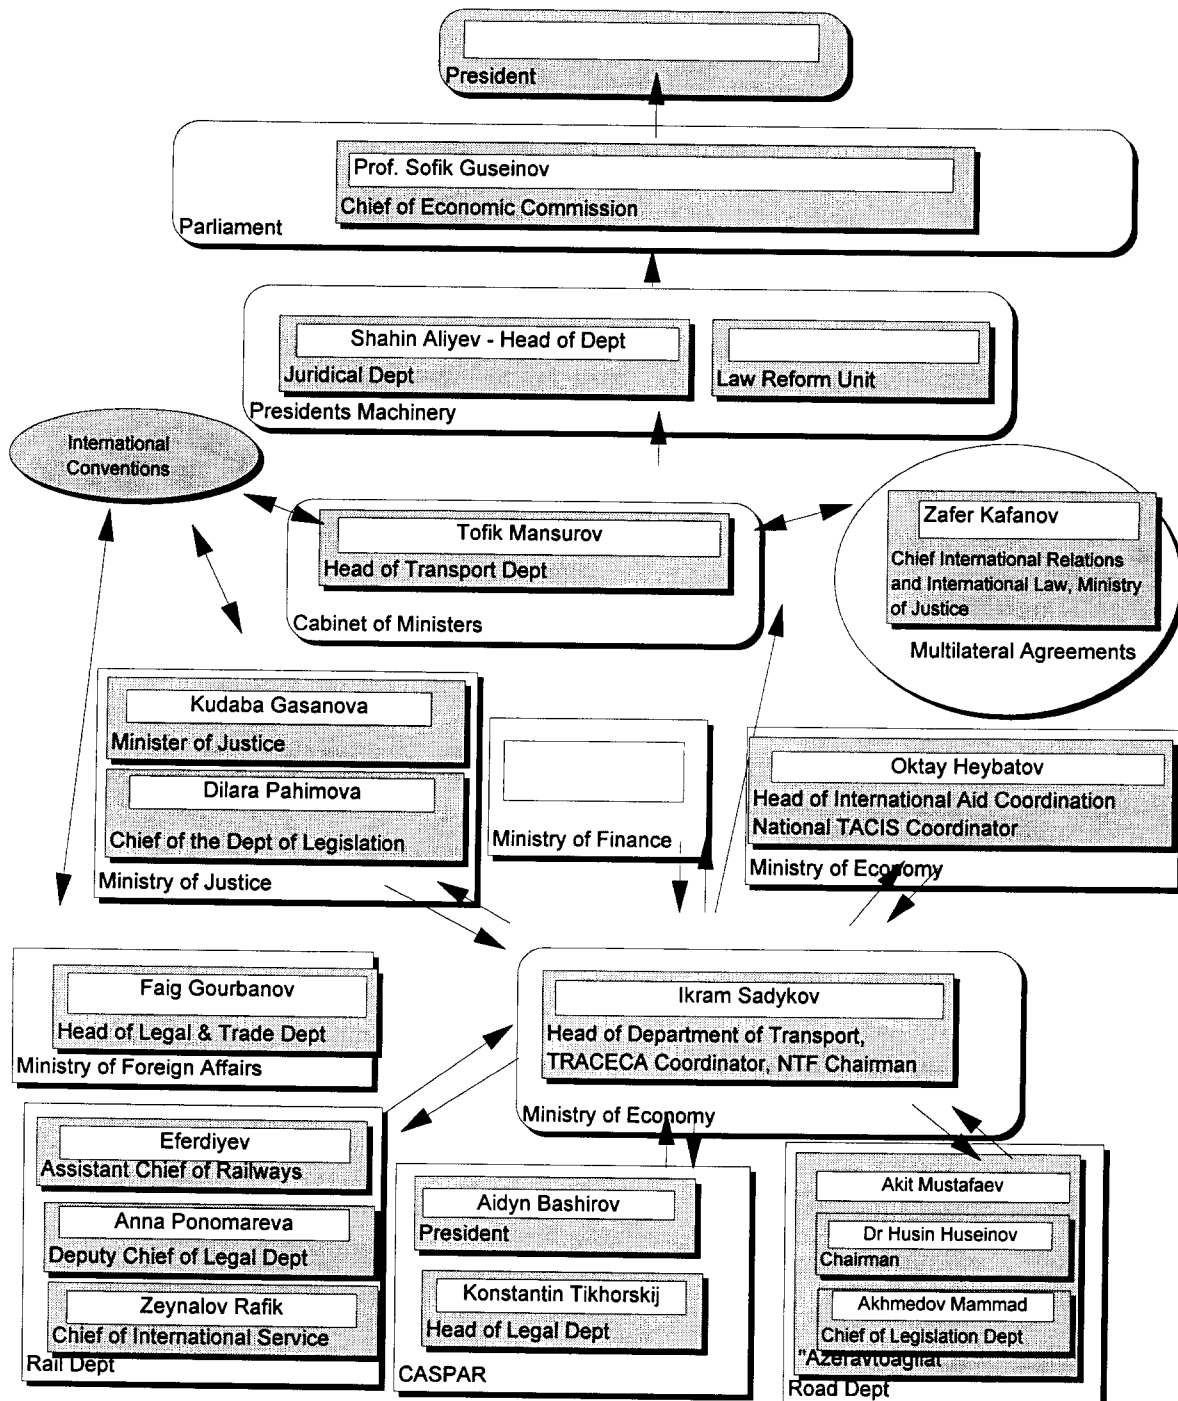 President
Prof. Sofik Guseinov
Chief of Economic Commission
Parliament
Shahin Aliyev - Head of Dept
Juridical Dept
Law Reform Unit
Presidents Machinery
International
Conventions
Tofik Mansurov
Head of Transport Dept
Cabinet of Ministers
Zafer Kafanov
Chief International Relations
and International Law, Ministry
of Justice
Multilateral Agreements
Kudaba Gasanova
Minister of Justice
Dilara Pahimova
Chief of the Dept of Legislation
Ministry of Justice
Ministry of Finance
Oktay Heybatov
Head of International Aid Coordination
National TACIS Coordinator
Ministry of Economy
Faig Gourbanov
Head of Legal & Trade Dept
Ministry of Foreign Affairs
Ikram Sadykov
Head of Department of Transport,
TRACECA Coordinator, NTF Chairman
Ministry of Economy
Eferdiyev
Assistant Chief of Railways
Anna Ponomareva
Deputy Chief of Legal Dept
Zeynalov Rafik
Chief of International Service
Rail Dept
Aidyn Bashirov
President
Konstantin Tikhorskij
Head of Legal Dept
CASPAR
Akit Mustafaev
Dr Husin Huseinov
Chairman
Akhmedov Mammad
Chief of Legislation Dept
Road Dept